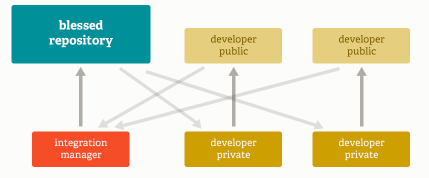 blessed
repository
developer
public
developer
public
integration
manager
developer
private
developer
private